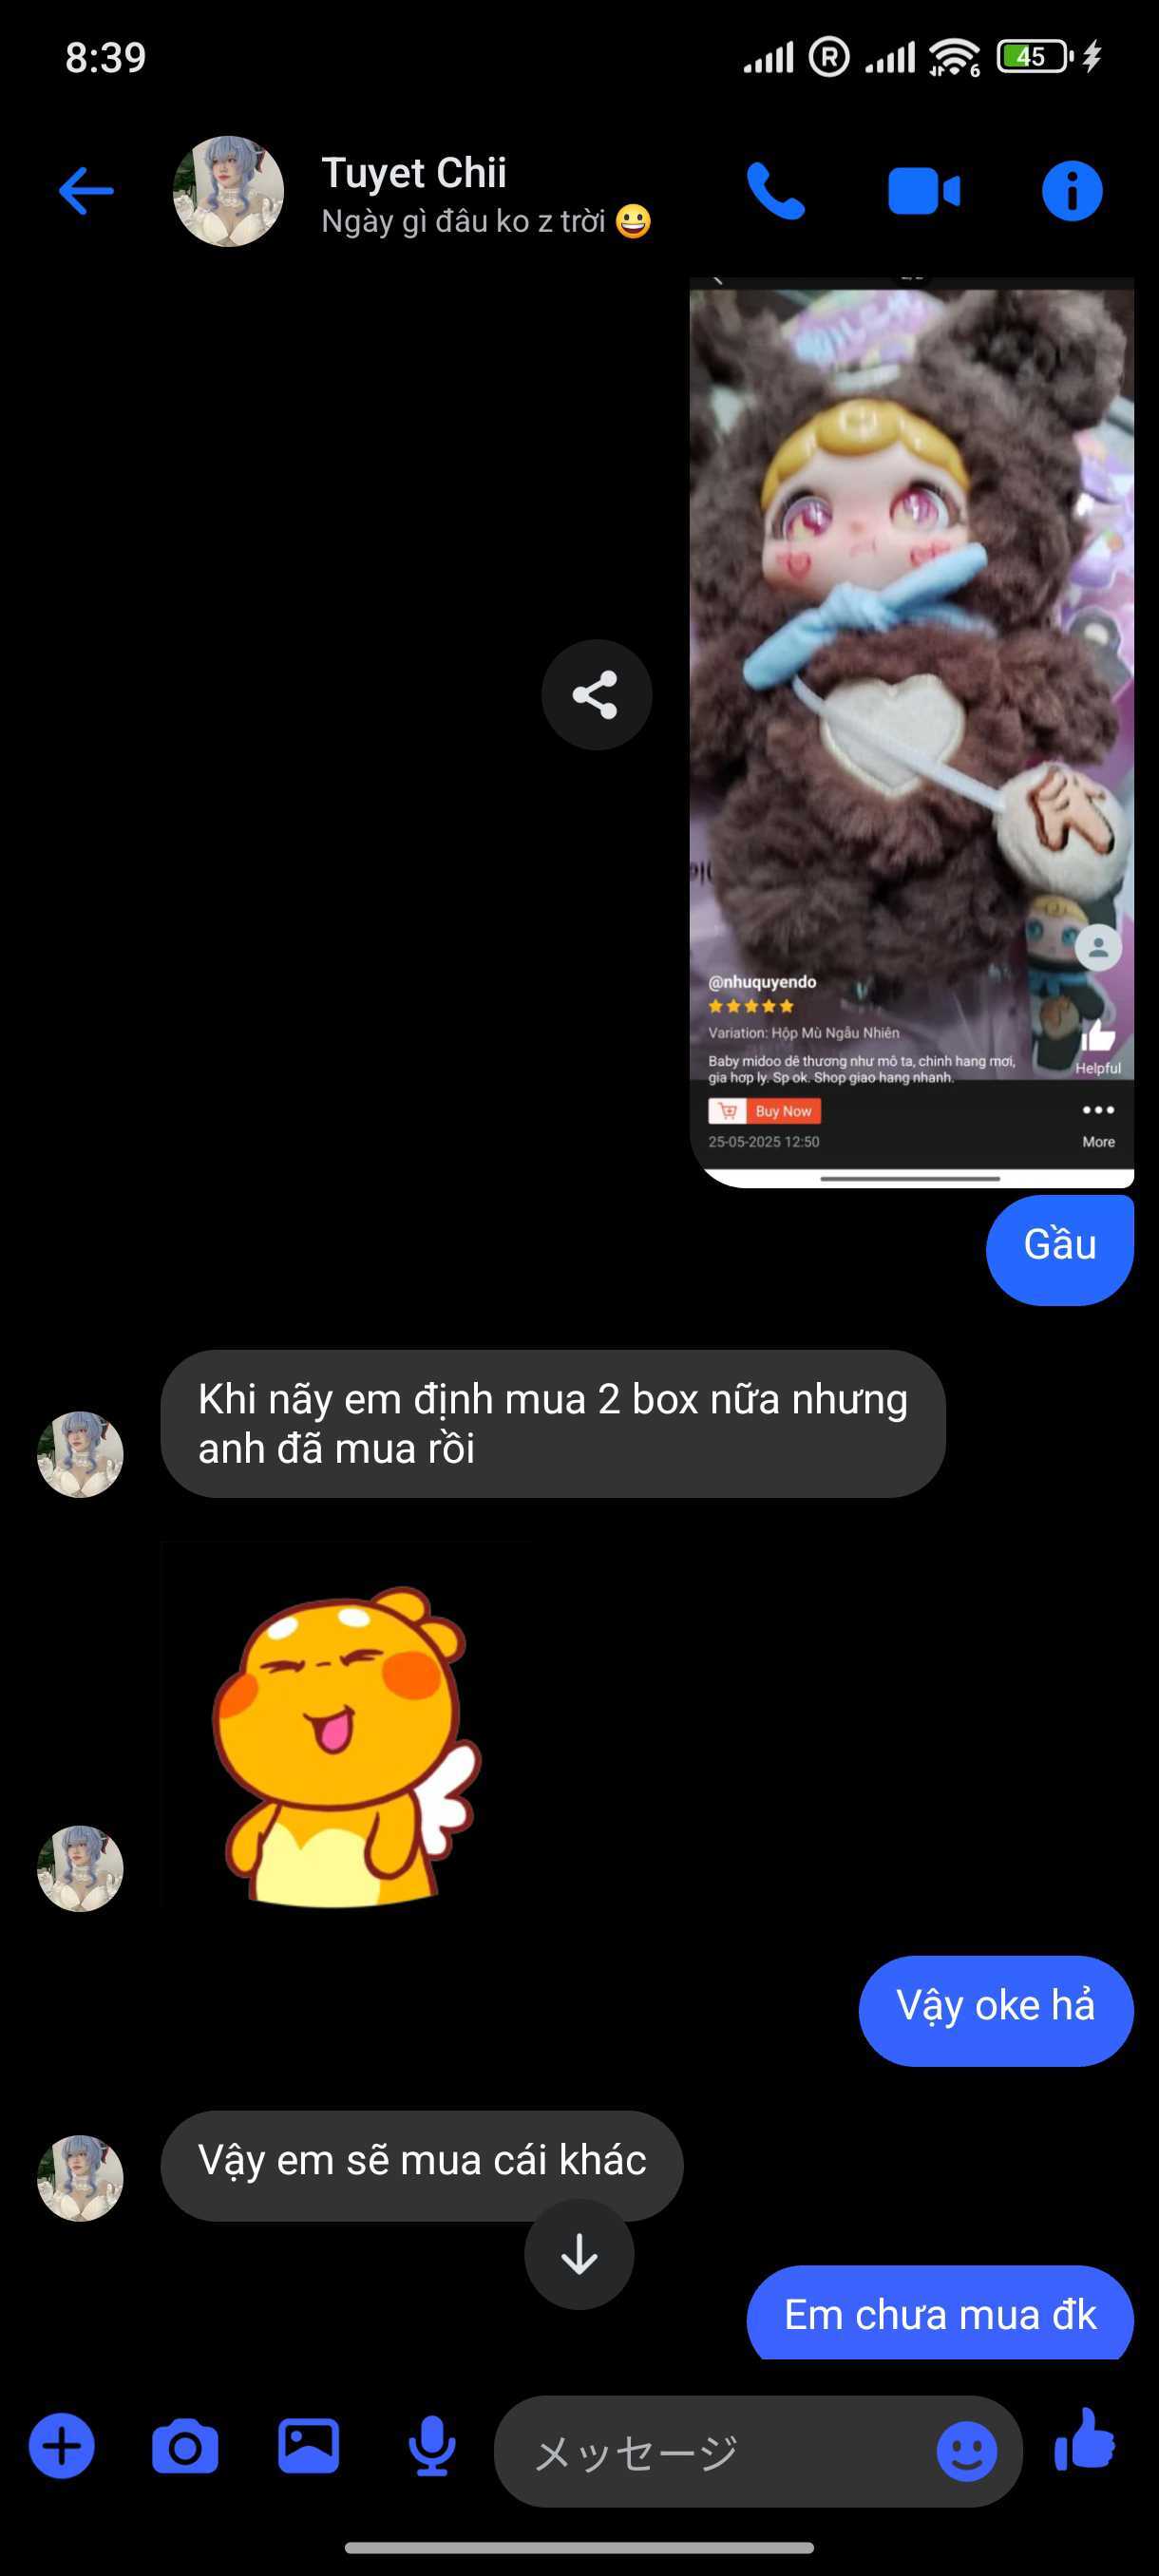 8:39
R
6
45
Tuyet Chii
Ngày gì đâu ko z trời 😀
@nhuquyendo
Variation: Hộp Mù Ngẫu Nhiên
Baby midoo dê thương như mô ta, chinh hang mơi,
gia hơp ly. Sp ok. Shop giao hang nhanh.
Helpful
Buy Now
25-05-2025 12:50
More
Gầu
Khi nãy em định mua 2 box nữa nhưng
anh đã mua rồi
Vậy oke hả
Vậy em sẽ mua cái khác
Em chưa mua đk
メッセージ